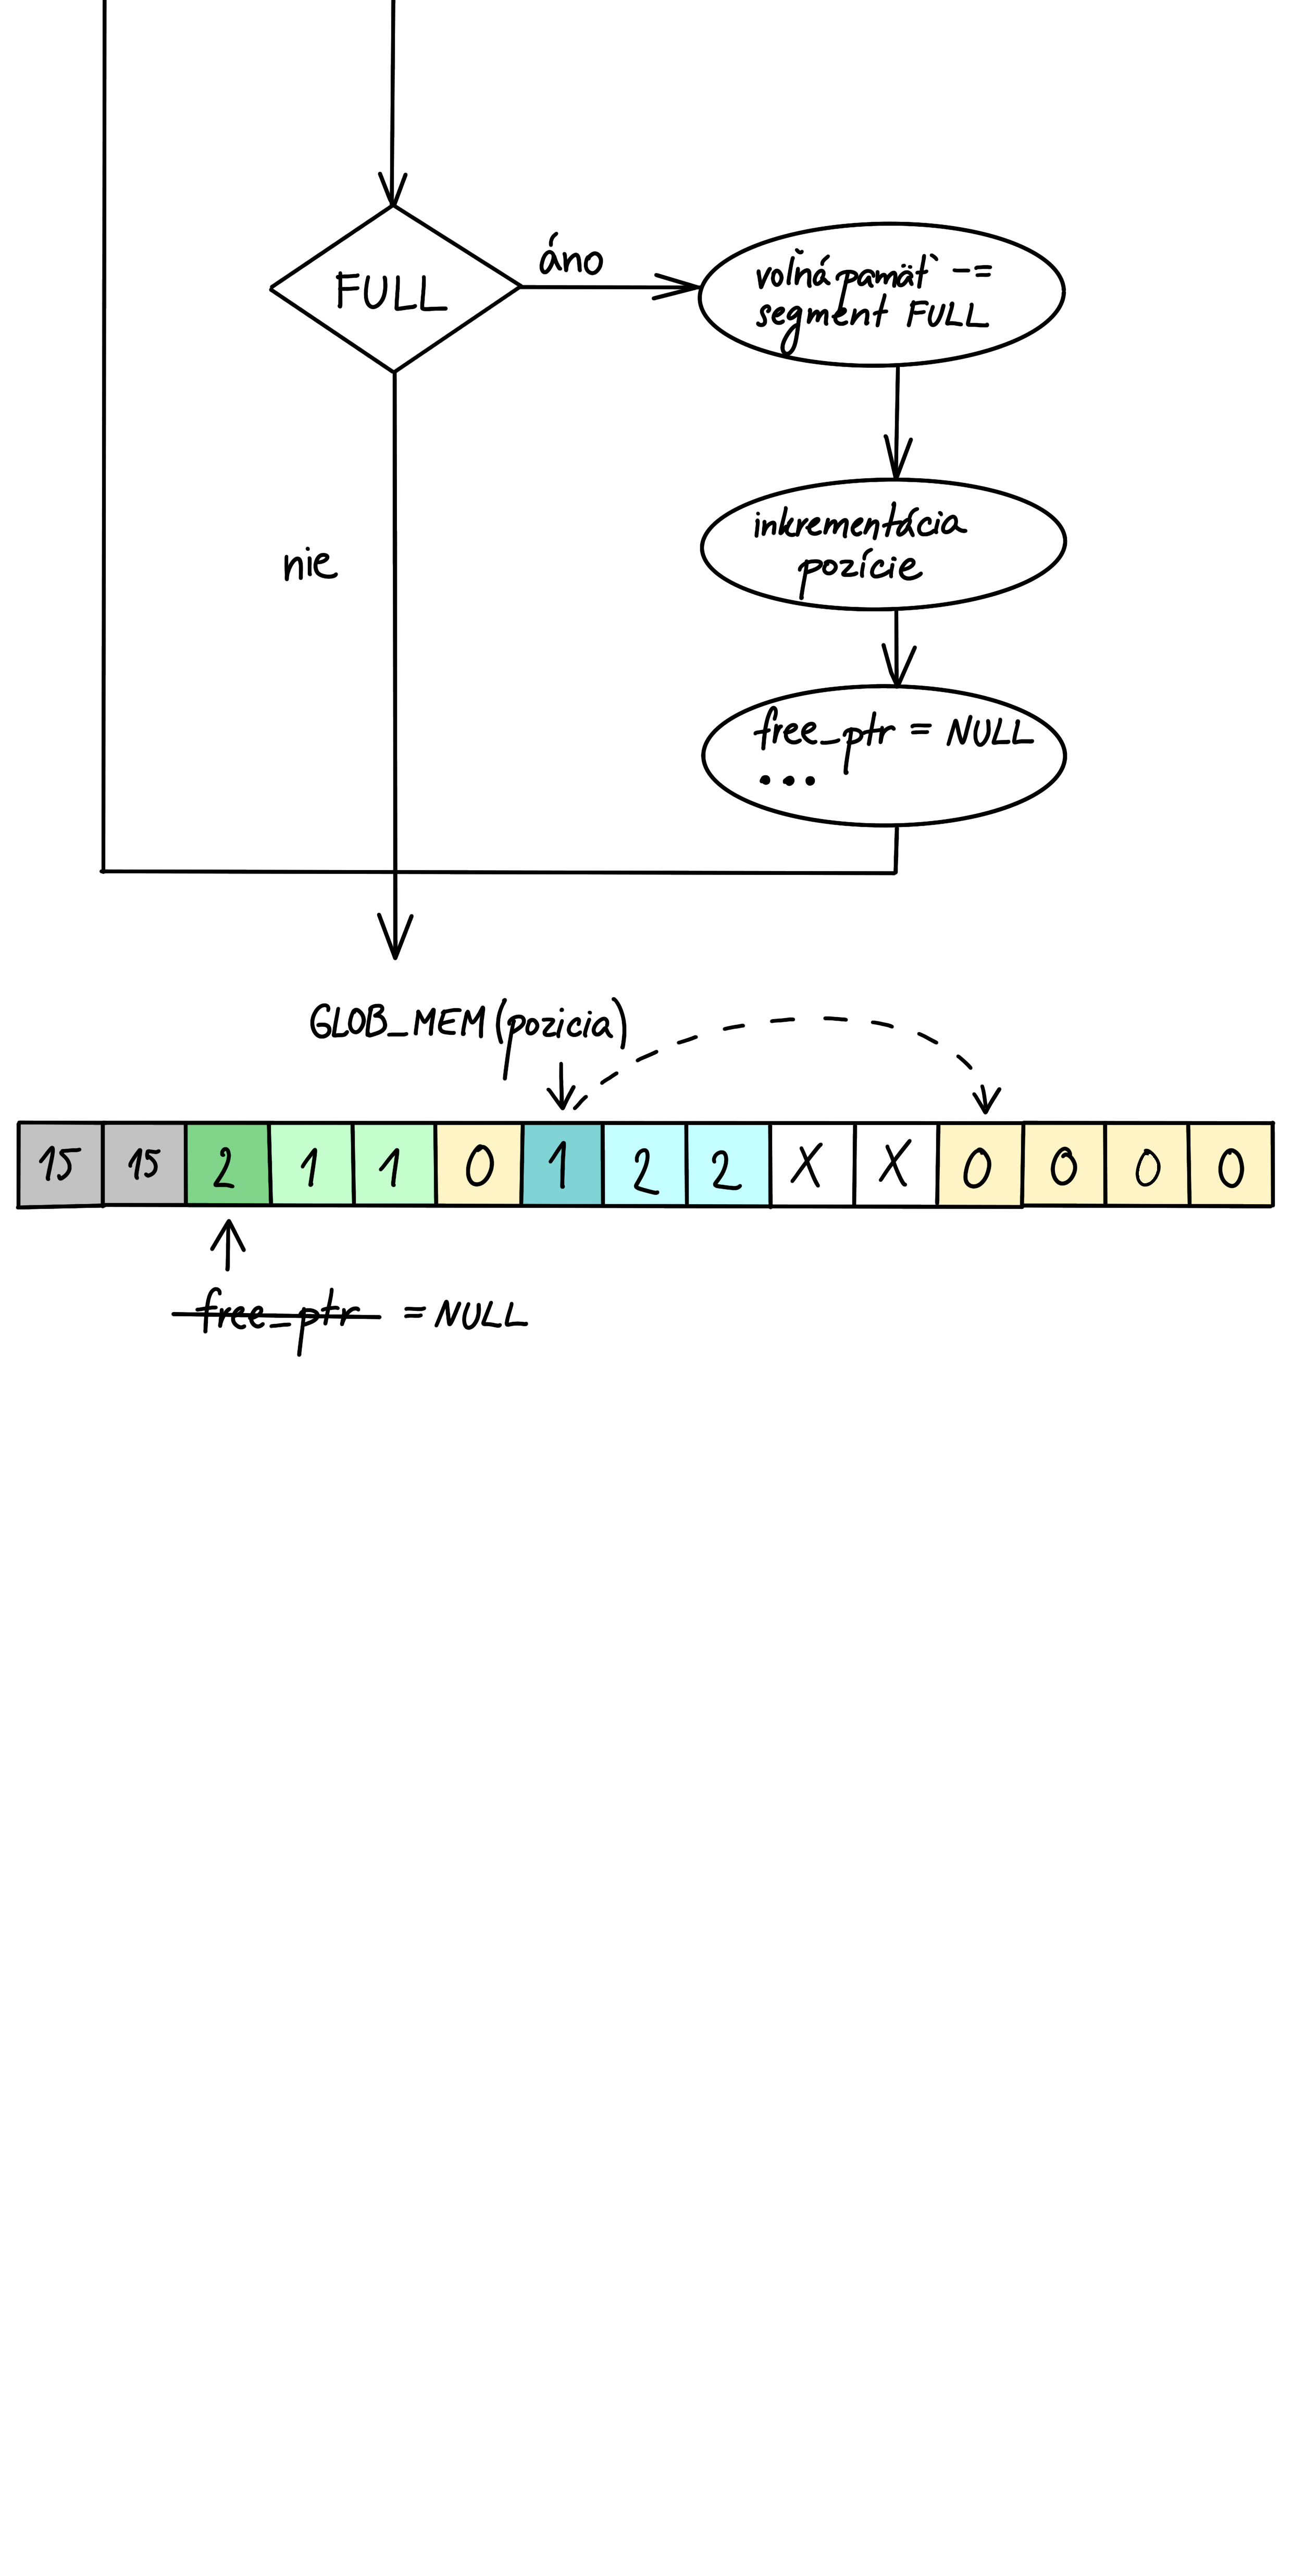 FULL
áno
voľná pamäť -=
segment FULL
nie
inkrementácia
pozície
free_ptr = NULL
...
GLOB_MEM(pozicia)
15 15 2 1 1 0 1 2 2 X X 0 0 0 0
free_ptr = NULL